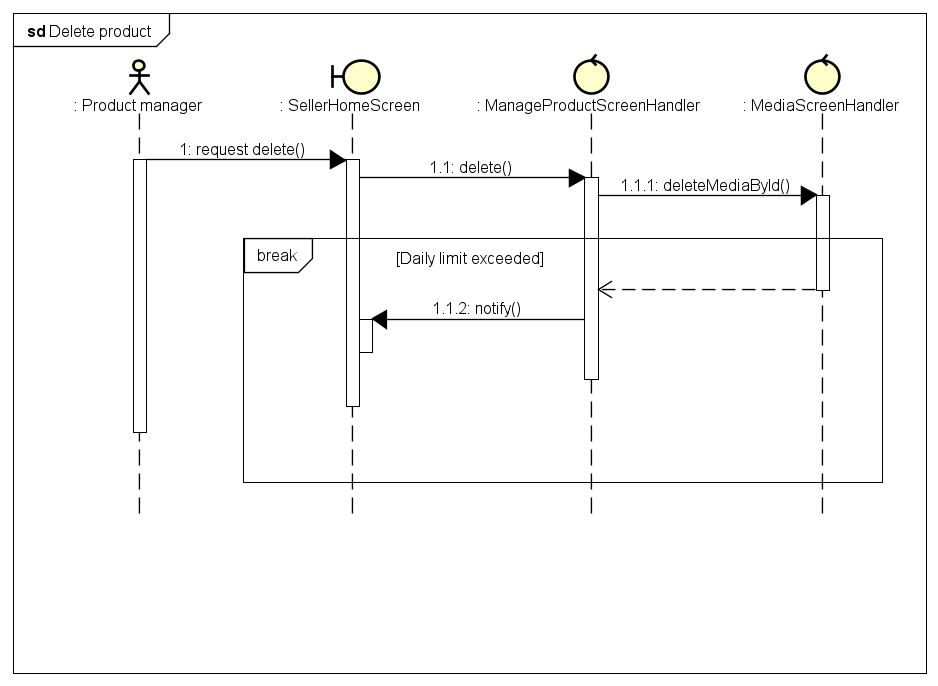 sd Delete product
: Product manager
: SellerHomeScreen
: ManageProductScreenHandler
: MediaScreenHandler
1: request delete()
1.1: delete()
1.1.1: deleteMediaById()
break
[Daily limit exceeded]
1.1.2: notify()